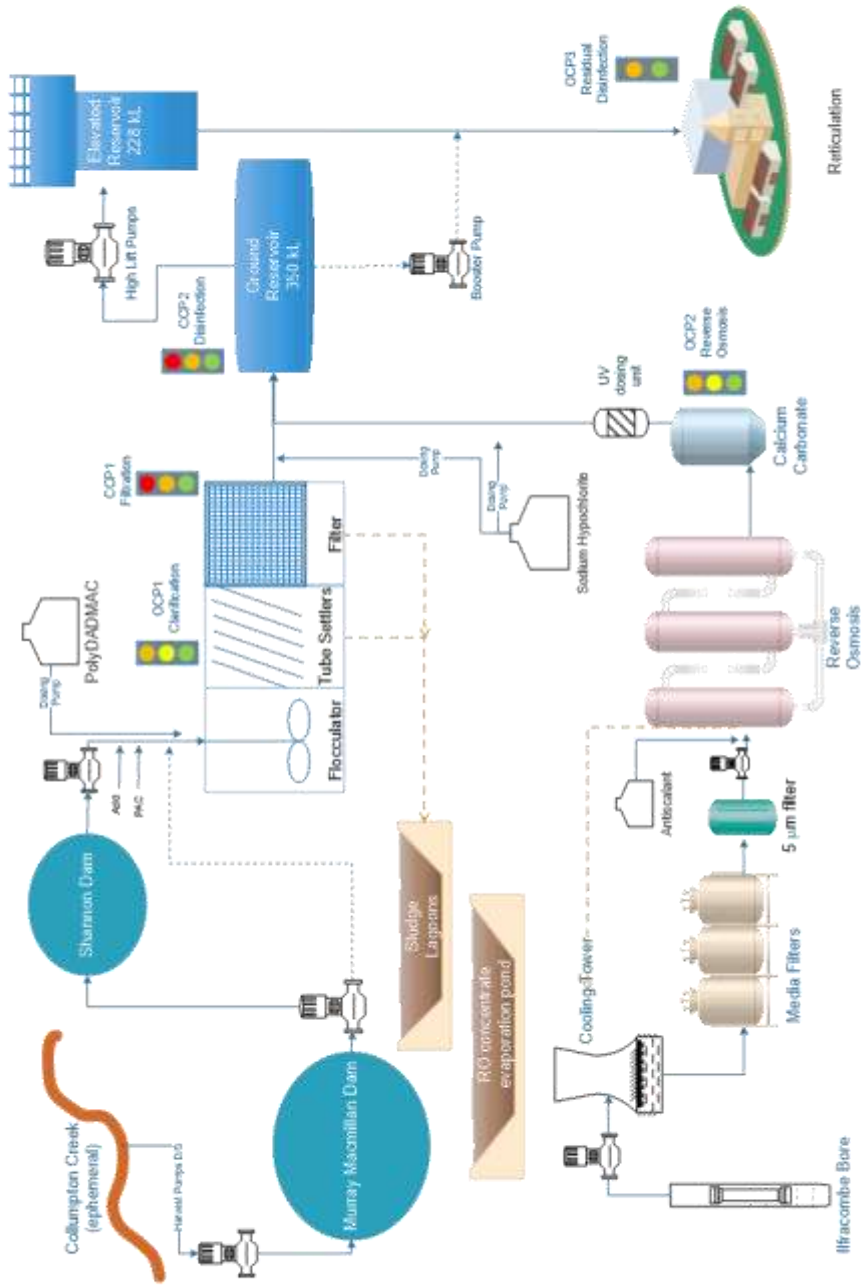 Collumpton Creek
(ephemeral)
Harvest Pumps
Murray Macmillan Dam
Shannon Dam
PAC
Dosing
Pump
PolyDADMAC
OCP1
Clarification
CCP1
Filtration
CCP2
Disinfection
High Lift Pumps
Elevated
Reservoir
228 kL
Flocculator
Tube Settlers
Filter
Ground
Reservoir
350 kL
Booster Pump
Sludge
Lagoons
RO concentrate
evaporation pond
Dosing
Pump
Dosing
Pump
Sodium Hypochlorite
UV
dosing
unit
OCP3
Residual
Disinfection
Cooling Tower
Antiscalant
5 µm filter
Media Filters
Ilfracombe Bore
Reverse
Osmosis
Calcium
Carbonate
OCP2
Reverse
Osmosis
Reticulation